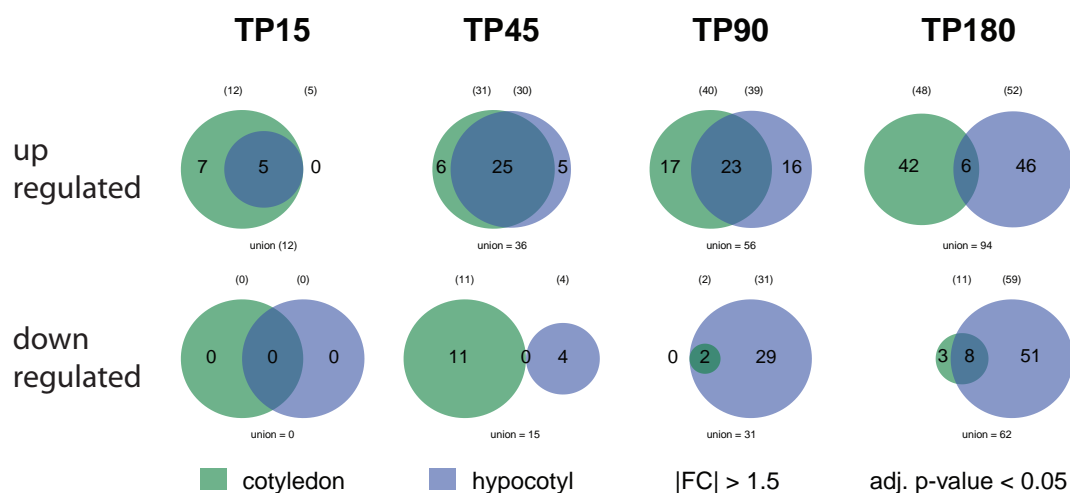 TP15 TP45 TP90 TP180
(12) (5) (31) (30) (40) (39) (48) (52)
up
regulated
7 5 0 6 25 5 17 23 16 42 6 46
union (12) union = 36 union = 56 union = 94
(0) (0) (11) (4) (2) (31) (11) (59)
down
regulated
0 0 0 11 0 4 0 2 29 3 8 51
union = 0 union = 15 union = 31 union = 62
cotyledon hypocotyl |FC| > 1.5 adj. p-value < 0.05